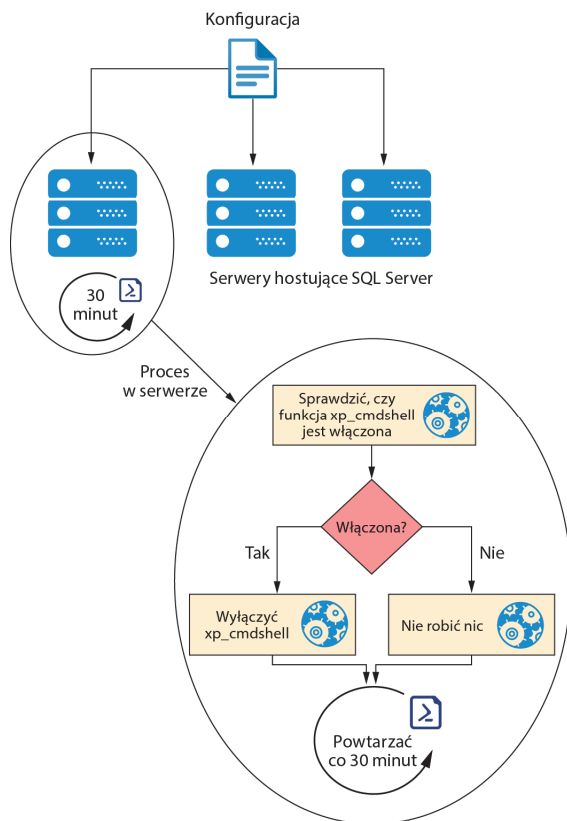 Konfiguracja
Serwery hostujące SQL Server
30
minut
Proces
w serwerze
Sprawdzić, czy
funkcja xp_cmdshell
jest włączona
Włączona?
Tak
Nie
Wyłączyć
xp_cmdshell
Nie robić nic
Powtarzać
co 30 minut